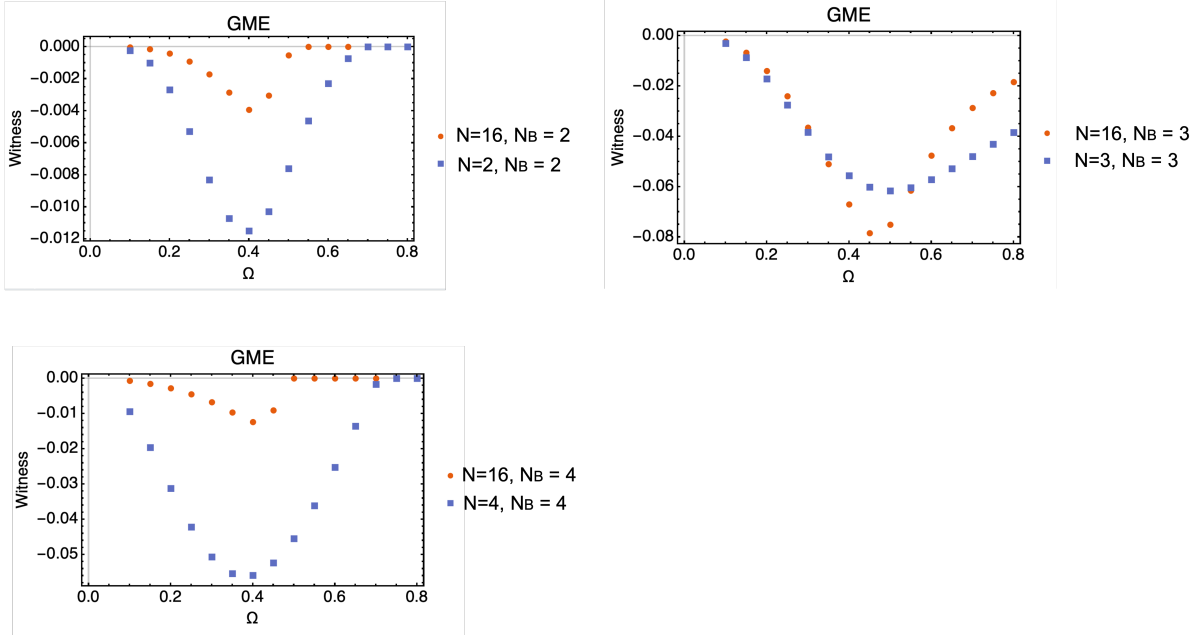 GME
0.000
−0.002
−0.004
−0.006
−0.008
−0.010
−0.012
Witness
0.0 0.2 0.4 0.6 0.8
Ω
N=16, NB = 2
N=2, NB = 2
GME
0.00
−0.02
−0.04
−0.06
−0.08
Witness
0.0 0.2 0.4 0.6 0.8
Ω
N=16, NB = 3
N=3, NB = 3
GME
0.00
−0.01
−0.02
−0.03
−0.04
−0.05
Witness
0.0 0.2 0.4 0.6 0.8
Ω
N=16, NB = 4
N=4, NB = 4